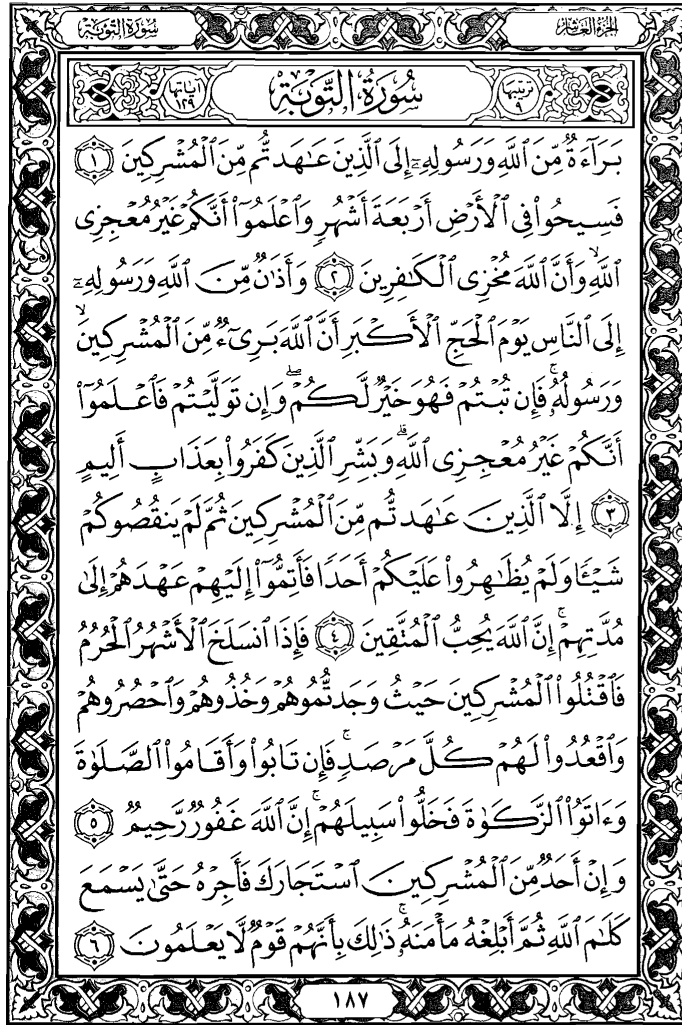 الجزء العاشر
سورة التوبة
ترتيبها ٩
سُورَةُ التَّوْبَةِ
آياتها ١٢٩
بَرَآءَةٌ مِّنَ ٱللَّهِ وَرَسُولِهِۦٓ إِلَى ٱلَّذِينَ عَـٰهَدتُّم مِّنَ ٱلْمُشْرِكِينَ ١
فَسِيحُوا۟ فِى ٱلْأَرْضِ أَرْبَعَةَ أَشْهُرٍ وَٱعْلَمُوٓا۟ أَنَّكُمْ غَيْرُ مُعْجِزِى
ٱللَّهِ ۙ وَأَنَّ ٱللَّهَ مُخْزِى ٱلْكَـٰفِرِينَ ٢ وَأَذَٰنٌ مِّنَ ٱللَّهِ وَرَسُولِهِۦٓ
إِلَى ٱلنَّاسِ يَوْمَ ٱلْحَجِّ ٱلْأَكْبَرِ أَنَّ ٱللَّهَ بَرِىٓءٌ مِّنَ ٱلْمُشْرِكِينَ ۙ
وَرَسُولُهُۥ ۚ فَإِن تُبْتُمْ فَهُوَ خَيْرٌ لَّكُمْ ۖ وَإِن تَوَلَّيْتُمْ فَٱعْلَمُوٓا۟
أَنَّكُمْ غَيْرُ مُعْجِزِى ٱللَّهِ ۗ وَبَشِّرِ ٱلَّذِينَ كَفَرُوا۟ بِعَذَابٍ أَلِيمٍ
٣ إِلَّا ٱلَّذِينَ عَـٰهَدتُّم مِّنَ ٱلْمُشْرِكِينَ ثُمَّ لَمْ يَنقُصُوكُمْ
شَيْـًٔا وَلَمْ يُظَـٰهِرُوا۟ عَلَيْكُمْ أَحَدًا فَأَتِمُّوٓا۟ إِلَيْهِمْ عَهْدَهُمْ إِلَىٰ
مُدَّتِهِمْ ۚ إِنَّ ٱللَّهَ يُحِبُّ ٱلْمُتَّقِينَ ٤ فَإِذَا ٱنسَلَخَ ٱلْأَشْهُرُ ٱلْحُرُمُ
فَٱقْتُلُوا۟ ٱلْمُشْرِكِينَ حَيْثُ وَجَدتُّمُوهُمْ وَخُذُوهُمْ وَٱحْصُرُوهُمْ
وَٱقْعُدُوا۟ لَهُمْ كُلَّ مَرْصَدٍ ۚ فَإِن تَابُوا۟ وَأَقَامُوا۟ ٱلصَّلَوٰةَ
وَءَاتَوُا۟ ٱلزَّكَوٰةَ فَخَلُّوا۟ سَبِيلَهُمْ ۚ إِنَّ ٱللَّهَ غَفُورٌ رَّحِيمٌ ٥
وَإِنْ أَحَدٌ مِّنَ ٱلْمُشْرِكِينَ ٱسْتَجَارَكَ فَأَجِرْهُ حَتَّىٰ يَسْمَعَ
كَلَـٰمَ ٱللَّهِ ثُمَّ أَبْلِغْهُ مَأْمَنَهُۥ ۚ ذَٰلِكَ بِأَنَّهُمْ قَوْمٌ لَّا يَعْلَمُونَ ٦
١٨٧